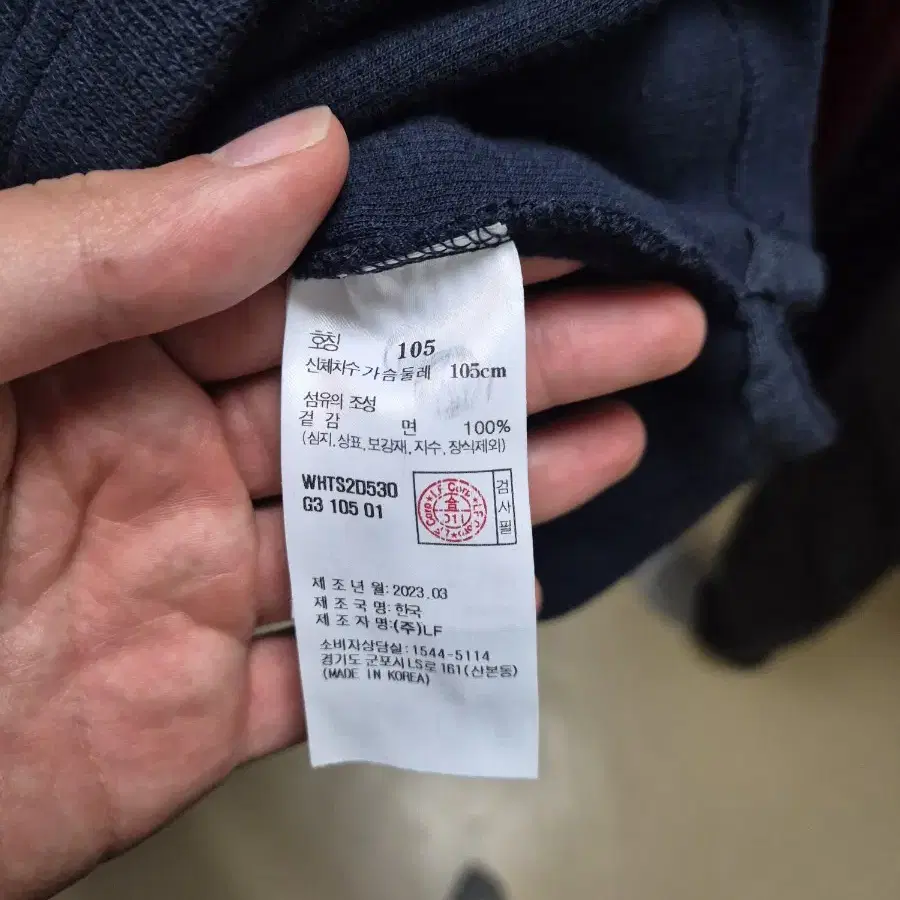 호칭 105
신체치수 가슴둘레 105cm
섬유의 조성
겉감 면 100%
(심지,상표,보강재,자수,장식제외)
WHTS2D530
G3 105 01
검사필
제조년월:2023.03
제조국명:한국
제조자명:(주)LF
소비자상담실:1544-5114
경기도 군포시LS로 161(산본동)
(MADE IN KOREA)